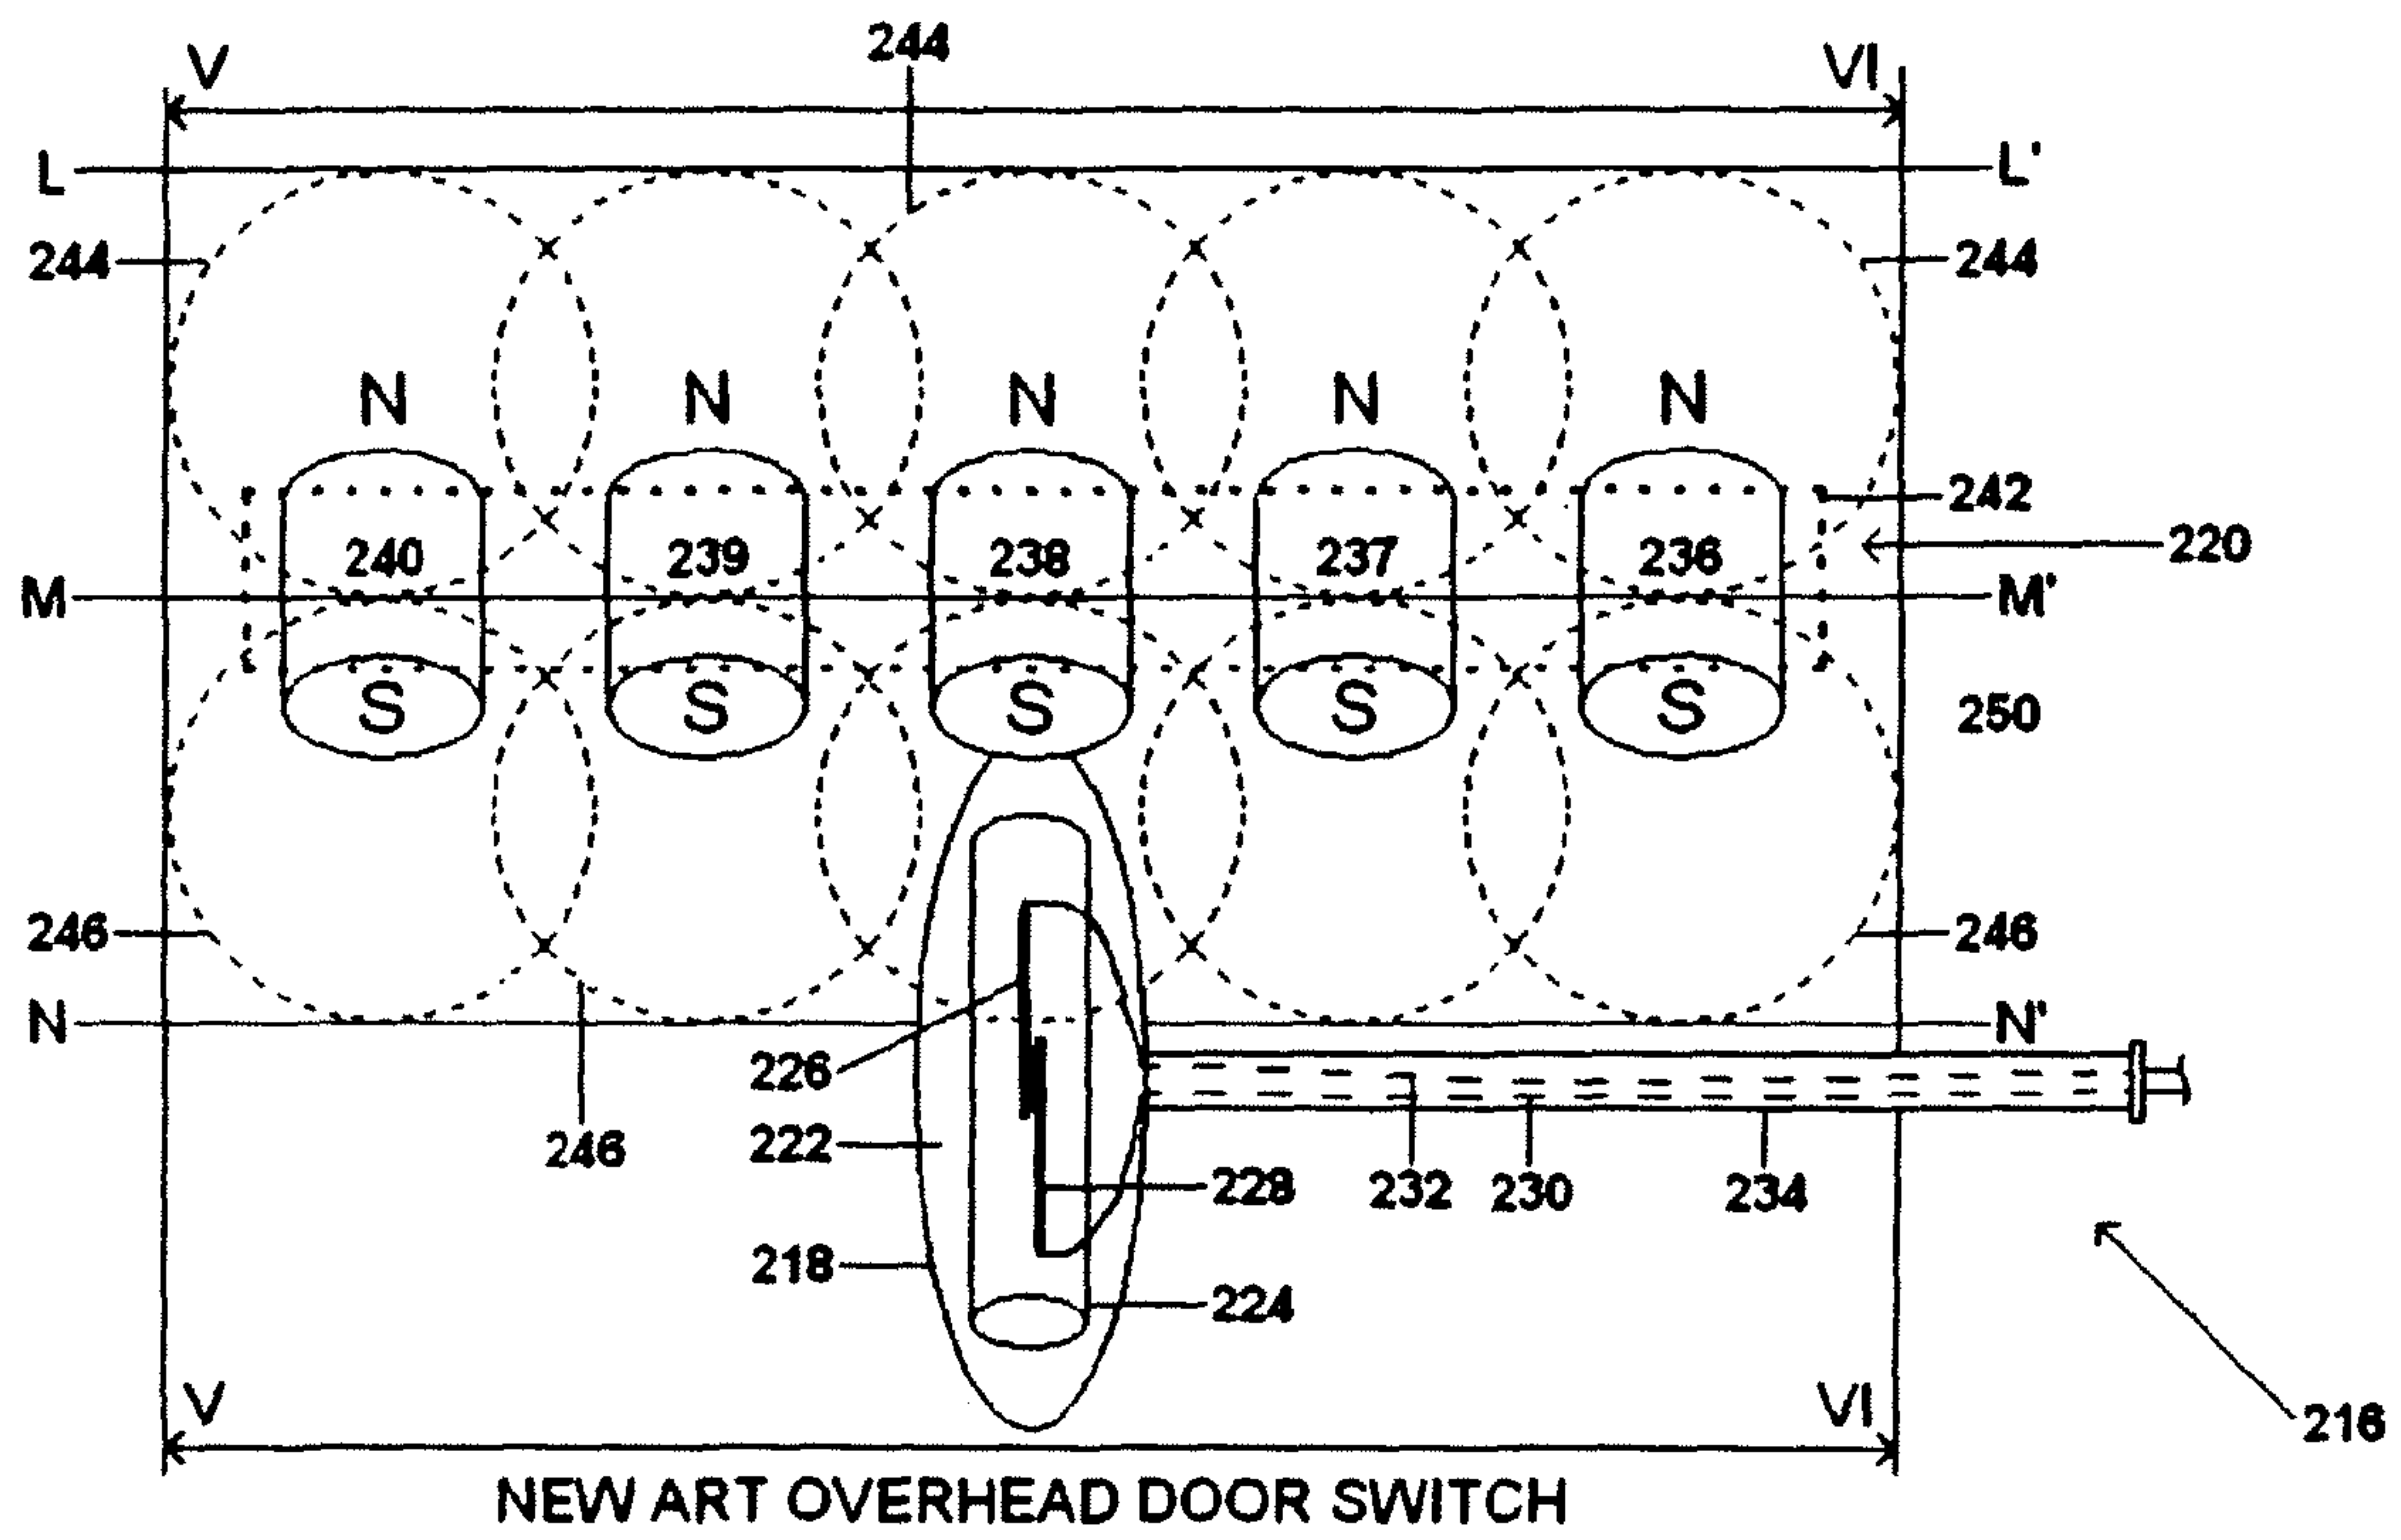 244
V VI
L L'
244 244
N N N N N
242
240 239 238 237 236 220
M M'
S S S S S 250
246 246
N N'
226
222 246
228 232 230 234
218
224
V VI 216
NEW ART OVERHEAD DOOR SWITCH